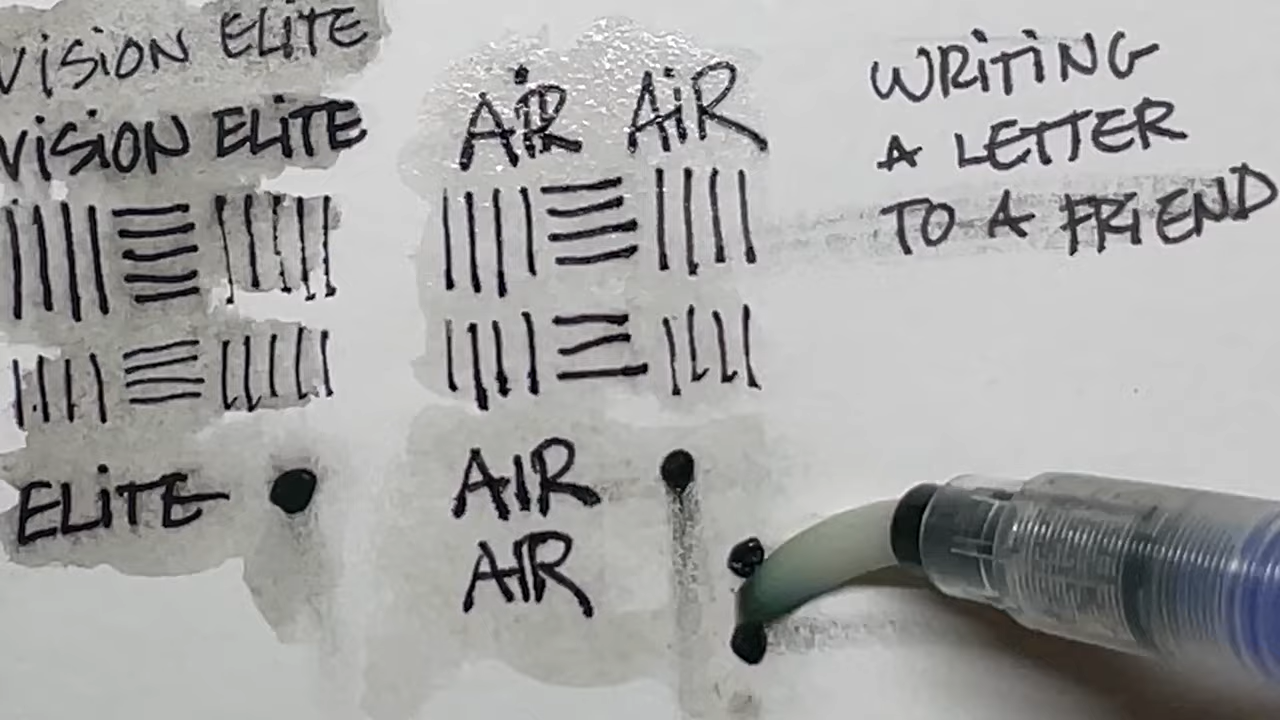 ViSiON ELiTE
ViSiON ELiTE
ELiTE
AiR AiR
AIR
AIR
WRiTiNG
A LETTER
TO A FRiEND